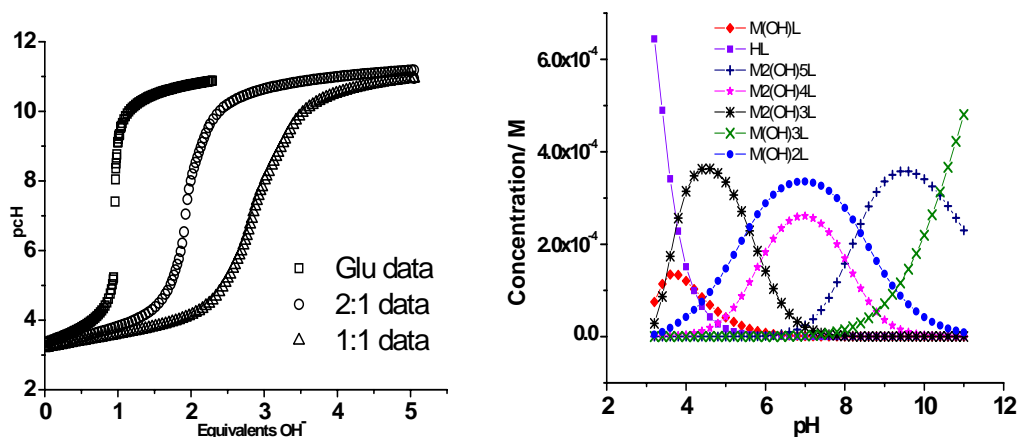 12
10
8
6
4
2
pcH
0
1
2
3
4
5
Equivalents OH-
Glu data
2:1 data
1:1 data
6.0x10-4
4.0x10-4
2.0x10-4
0.0
Concentration/ M
4
6
8
10
12
pH
M(OH)L
HL
M2(OH)5L
M2(OH)4L
M2(OH)3L
M(OH)3L
M(OH)2L